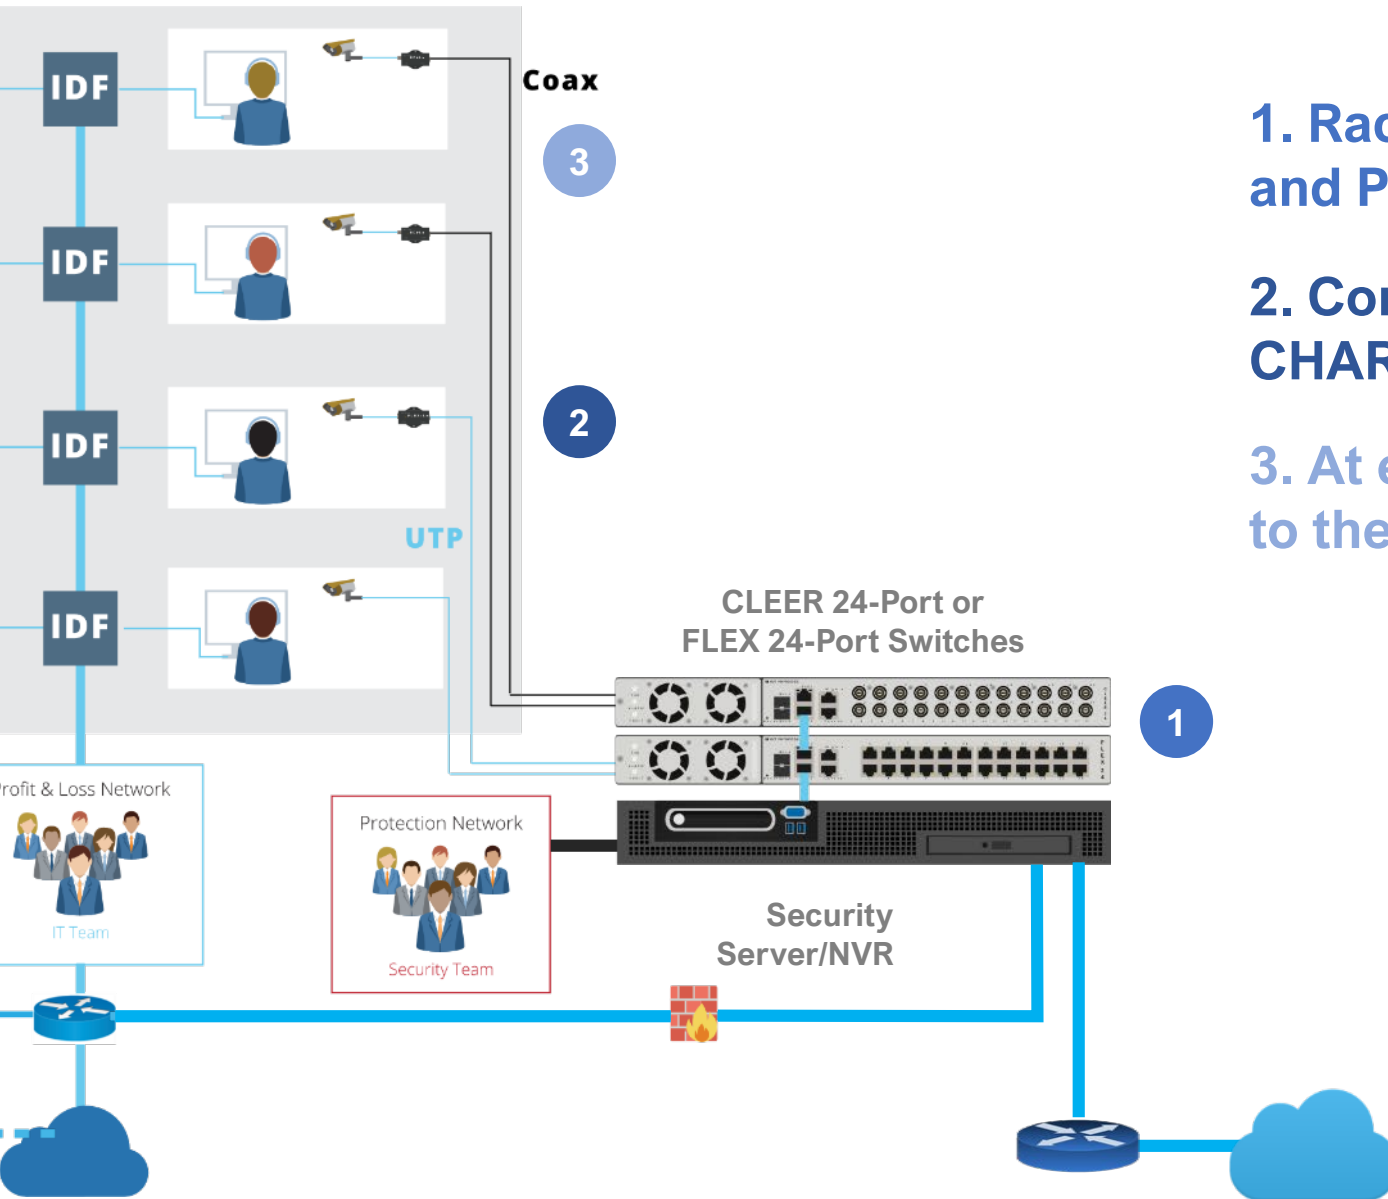 IDF
Coax
3
IDF
IDF
2
UTP
IDF
CLEER 24-Port or
FLEX 24-Port Switches
1
Profit & Loss Network
IT Team
Protection Network
Security Team
Security
Server/NVR
1. Rac
and P
2. Con
CHAR
3. At e
to the